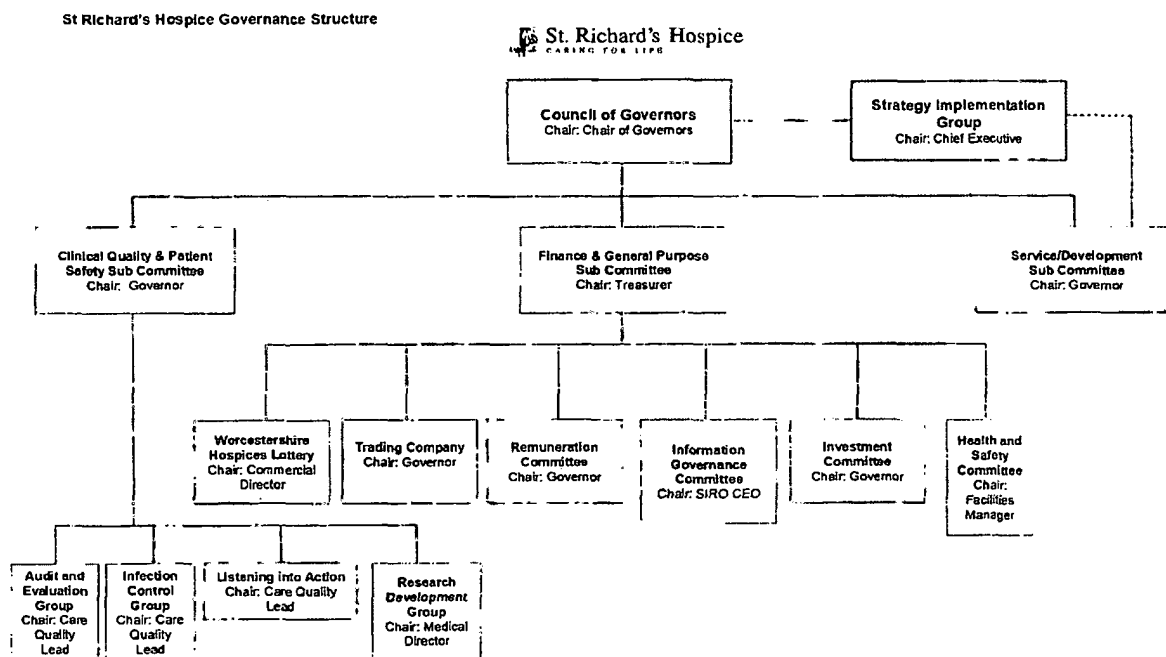 St Richard's Hospice Governance Structure
St. Richard's Hospice
CARING FOR LIFE
Council of Governors
Chair: Chair of Governors
Strategy Implementation
Group
Chair: Chief Executive
Clinical Quality & Patient
Safety Sub Committee
Chair: Governor
Finance & General Purpose
Sub Committee
Chair: Treasurer
Service/Development
Sub Committee
Chair: Governor
Worcestershire
Hospices Lottery
Chair: Commercial
Director
Trading Company
Chair: Governor
Remuneration
Committee
Chair: Governor
Information
Governance
Committee
Chair: SIRO CEO
Investment
Committee
Chair: Governor
Health and
Safety
Committee
Chair:
Facilities
Manager
Audit and
Evaluation
Group
Chair: Care
Quality
Lead
Infection
Control
Group
Chair: Care
Quality
Lead
Listening into Action
Chair: Care Quality
Lead
Research
Development
Group
Chair: Medical
Director